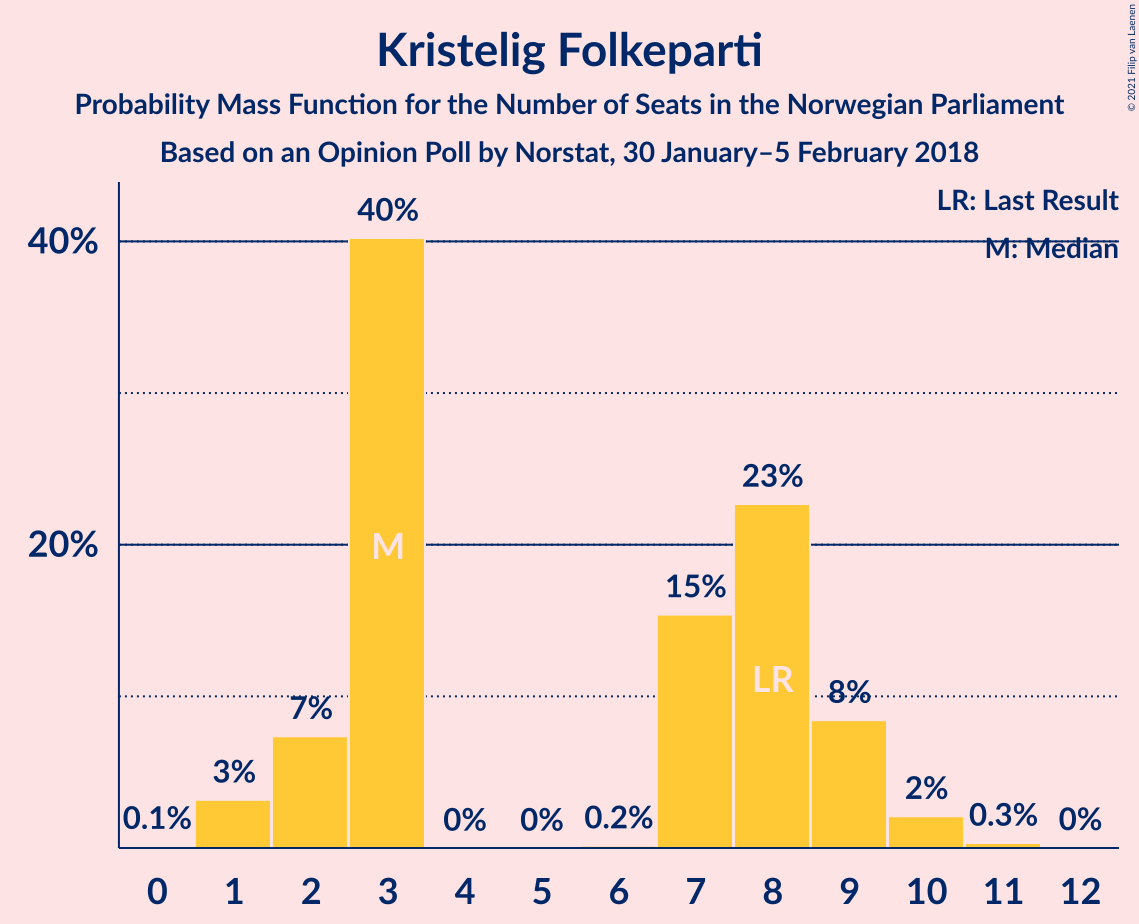 Kristelig Folkeparti
Probability Mass Function for the Number of Seats in the Norwegian Parliament
Based on an Opinion Poll by Norstat, 30 January–5 February 2018
© 2021 Filip van Laenen
LR: Last Result
M: Median
40%
20%
0.1%
3%
7%
40%
0%
0%
0.2%
15%
23%
8%
2%
0.3%
0%
M
LR
0 1 2 3 4 5 6 7 8 9 10 11 12